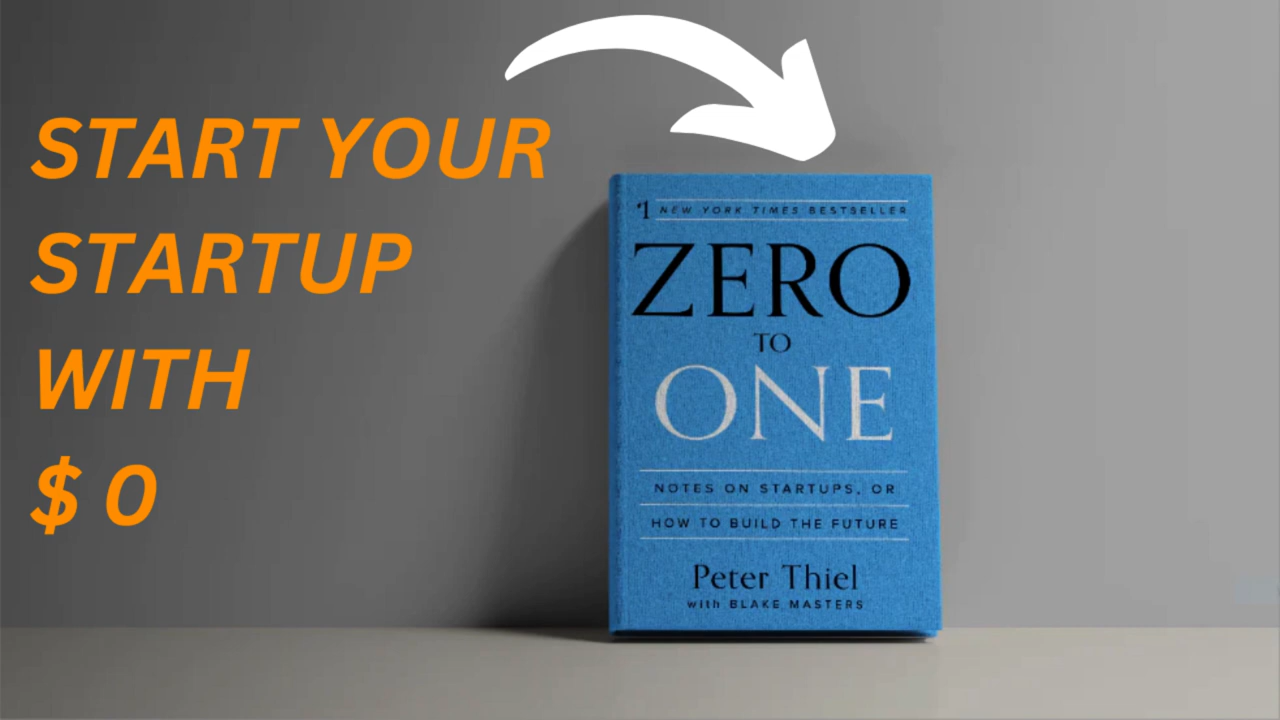 START YOUR
STARTUP
WITH
$ 0
#1 NEW YORK TIMES BESTSELLER
ZERO
TO
ONE
NOTES ON STARTUPS, OR
HOW TO BUILD THE FUTURE
Peter Thiel
with BLAKE MASTERS